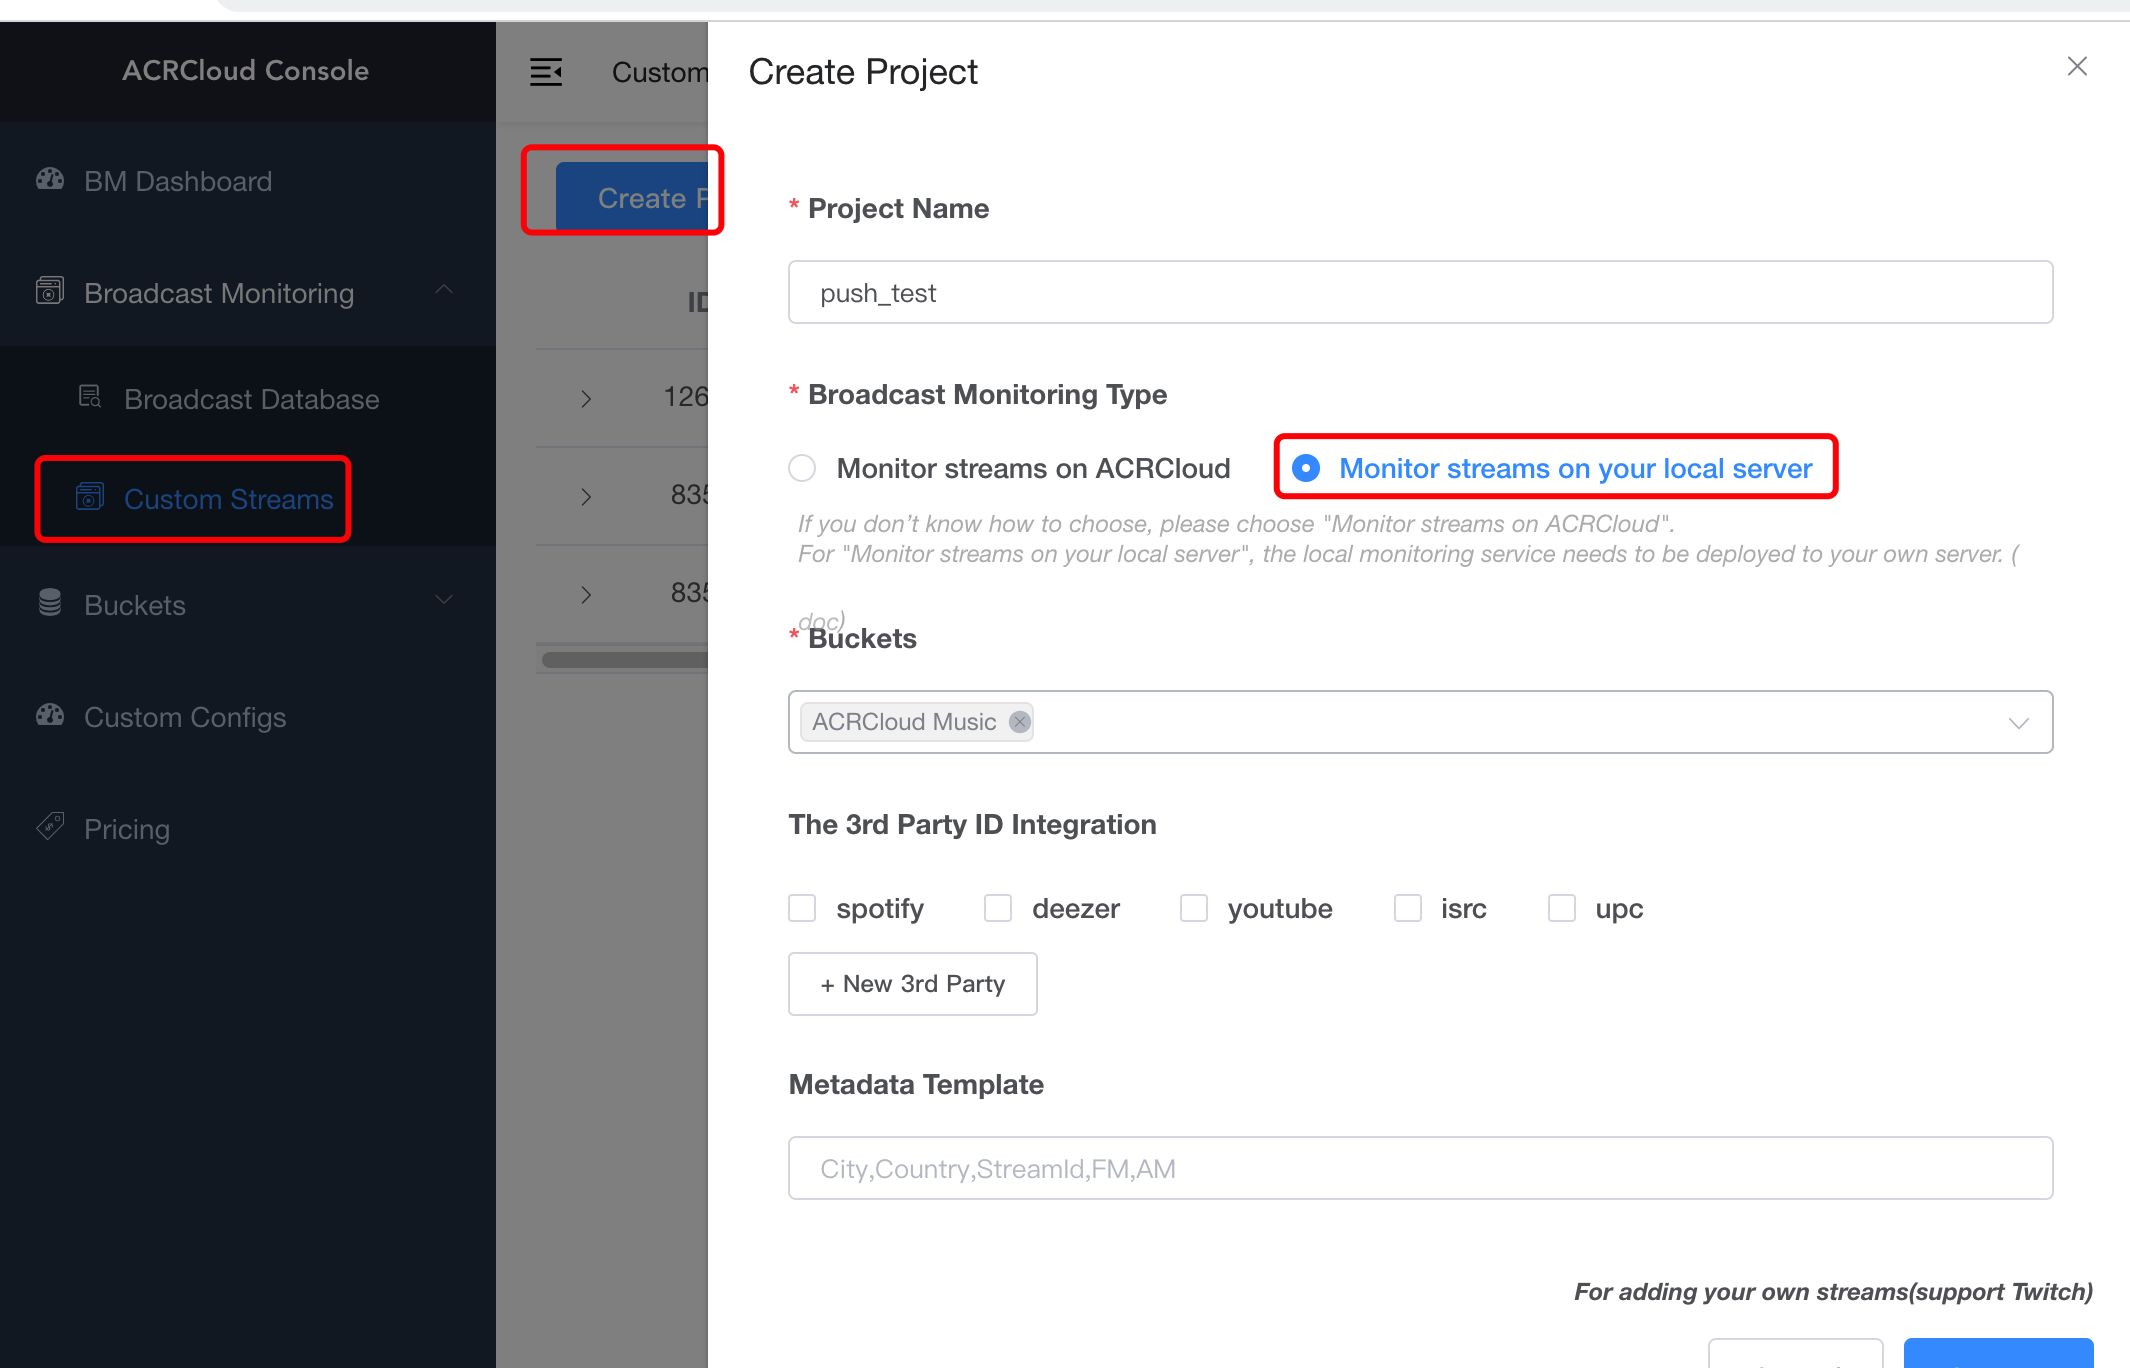 ACRCloud Console
BM Dashboard
Broadcast Monitoring
Broadcast Database
Custom Streams
Buckets
Custom Configs
Pricing
Custom
Create P
ID
126
835
835
Create Project
* Project Name
push_test
* Broadcast Monitoring Type
Monitor streams on ACRCloud
Monitor streams on your local server
If you don’t know how to choose, please choose "Monitor streams on ACRCloud".
For "Monitor streams on your local server", the local monitoring service needs to be deployed to your own server. (
doc)
* Buckets
ACRCloud Music
The 3rd Party ID Integration
spotify deezer youtube isrc upc
+ New 3rd Party
Metadata Template
City,Country,StreamId,FM,AM
For adding your own streams(support Twitch)